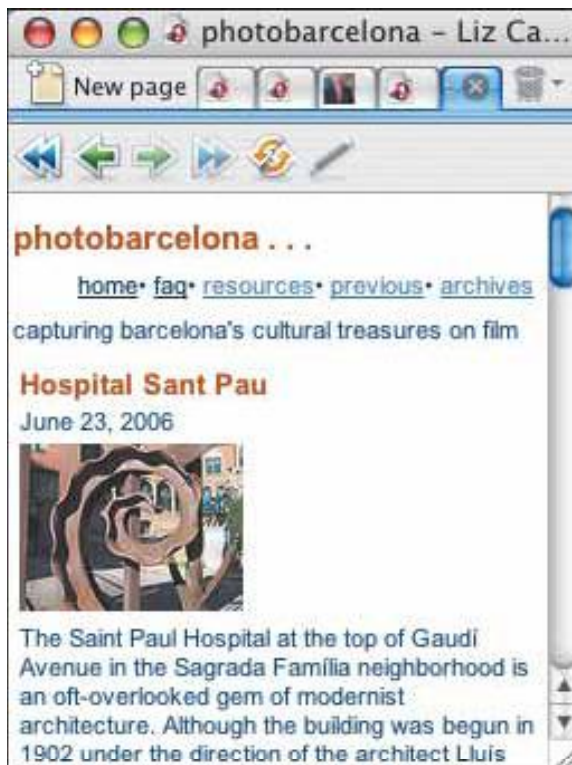 photobarcelona – Liz Ca...
New page
photobarcelona . . .
home• faq• resources• previous• archives
capturing barcelona's cultural treasures on film
Hospital Sant Pau
June 23, 2006
The Saint Paul Hospital at the top of Gaudí
Avenue in the Sagrada Família neighborhood is
an oft-overlooked gem of modernist
architecture. Although the building was begun in
1902 under the direction of the architect Lluís